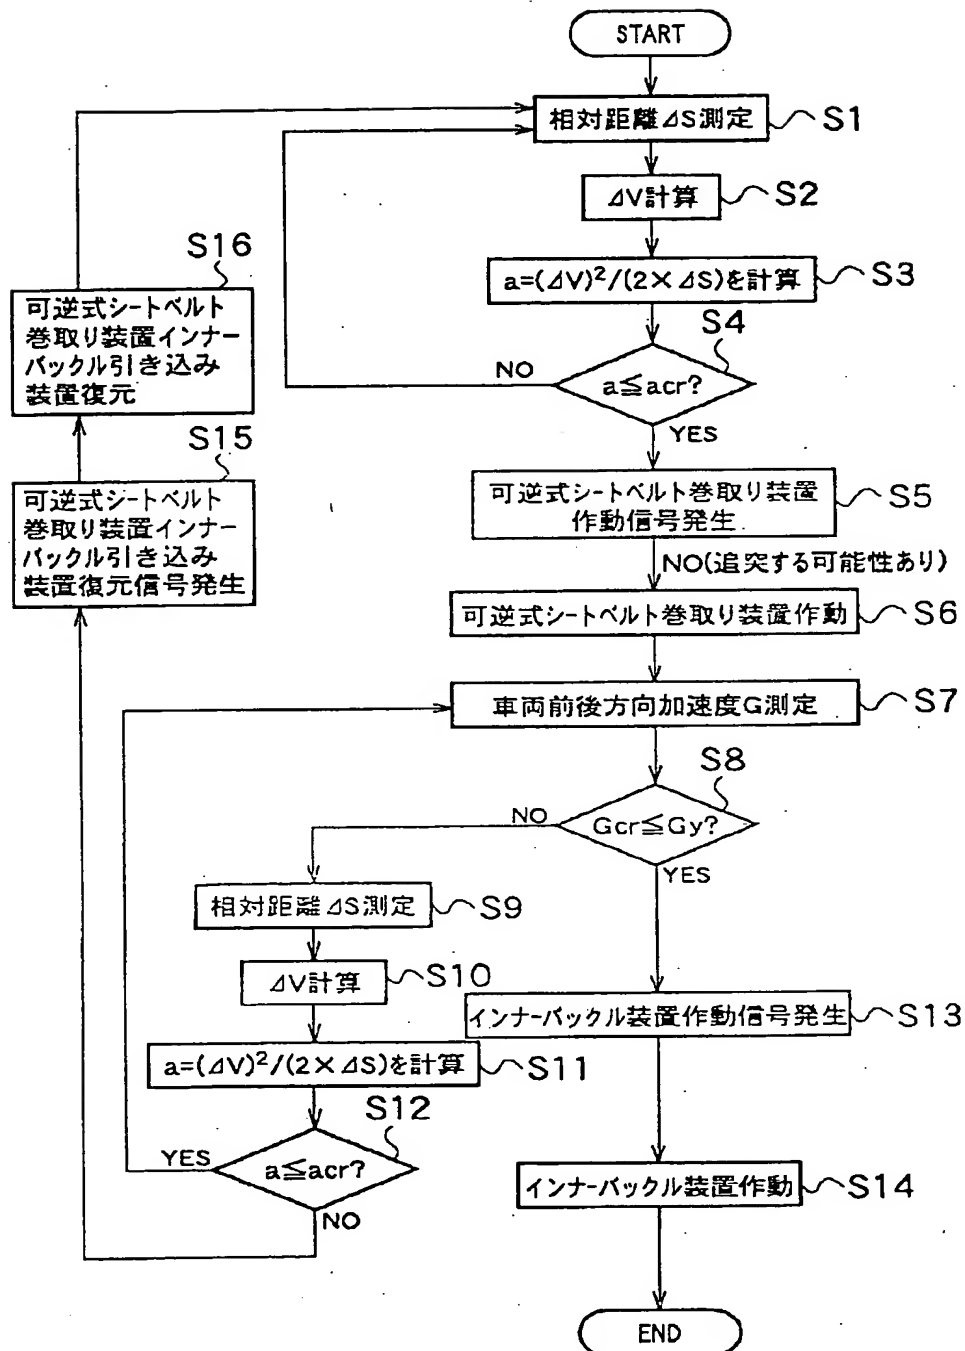 START
相対距離⊿S測定
S1
⊿V計算
S2
a=(⊿V)²/(2×⊿S)を計算
S3
S4
a≦acr?
NO
YES
可逆式シートベルト巻取り装置
作動信号発生
S5
NO(追突する可能性あり)
可逆式シートベルト巻取り装置作動
S6
車両前後方向加速度G測定
S7
S8
Gcr≦Gy?
NO
YES
相対距離⊿S測定
S9
⊿V計算
S10
a=(⊿V)²/(2×⊿S)を計算
S11
S12
a≦acr?
YES
NO
インナーバックル装置作動信号発生
S13
インナーバックル装置作動
S14
END
S15
可逆式シートベルト
巻取り装置インナー
バックル引き込み
装置復元信号発生
S16
可逆式シートベルト
巻取り装置インナー
バックル引き込み
装置復元